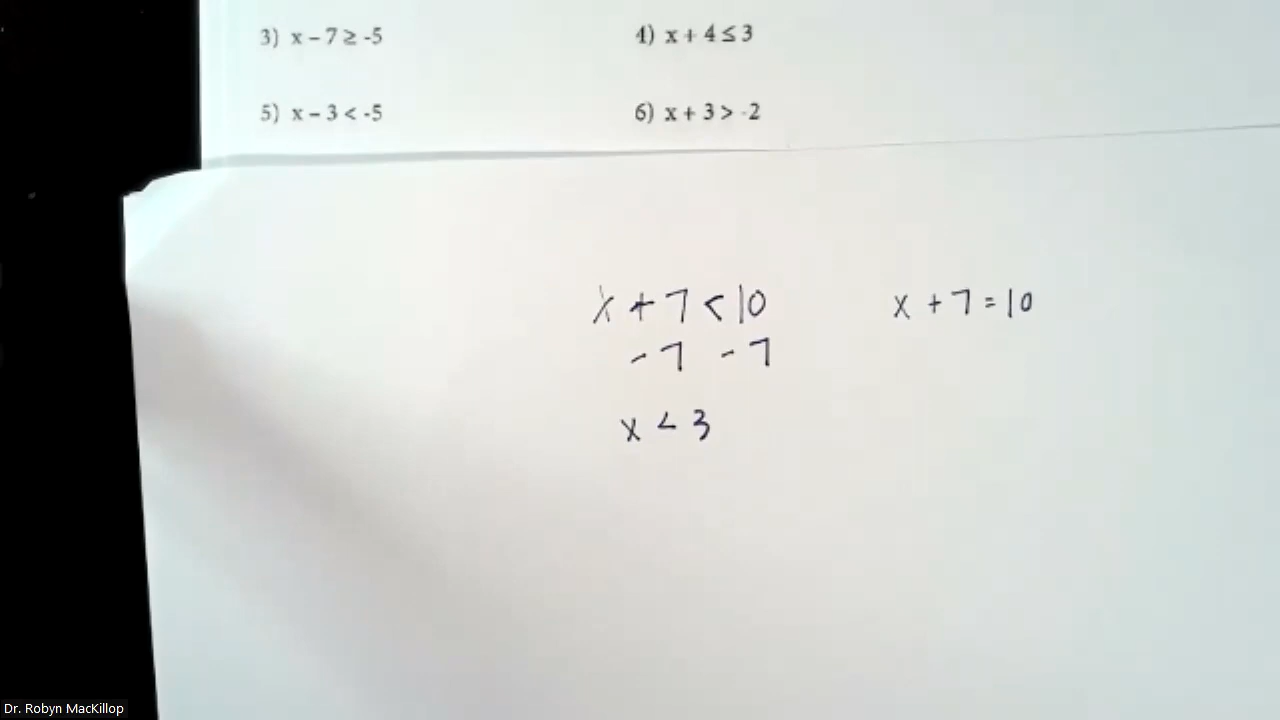 3) x – 7 ≥ -5 4) x + 4 ≤ 3
5) x – 3 < -5 6) x + 3 > -2
x + 7 < 10 x + 7 = 10
- 7 - 7
x < 3
Dr. Robyn MacKillop